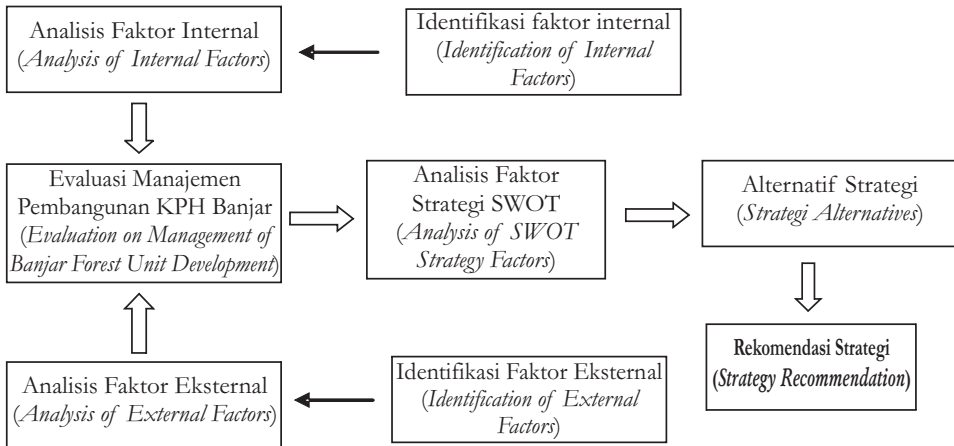 Analisis Faktor Internal
(Analysis of Internal Factors)
Identifikasi faktor internal
(Identification of Internal
Factors)
Evaluasi Manajemen
Pembangunan KPH Banjar
(Evaluation on Management of
Banjar Forest Unit Development)
Analisis Faktor
Strategi SWOT
(Analysis of SWOT
Strategy Factors)
Alternatif Strategi
(Strategi Alternatives)
Rekomendasi Strategi
(Strategy Recommendation)
Analisis Faktor Eksternal
(Analysis of External Factors)
Identifikasi Faktor Eksternal
(Identification of External
Factors)